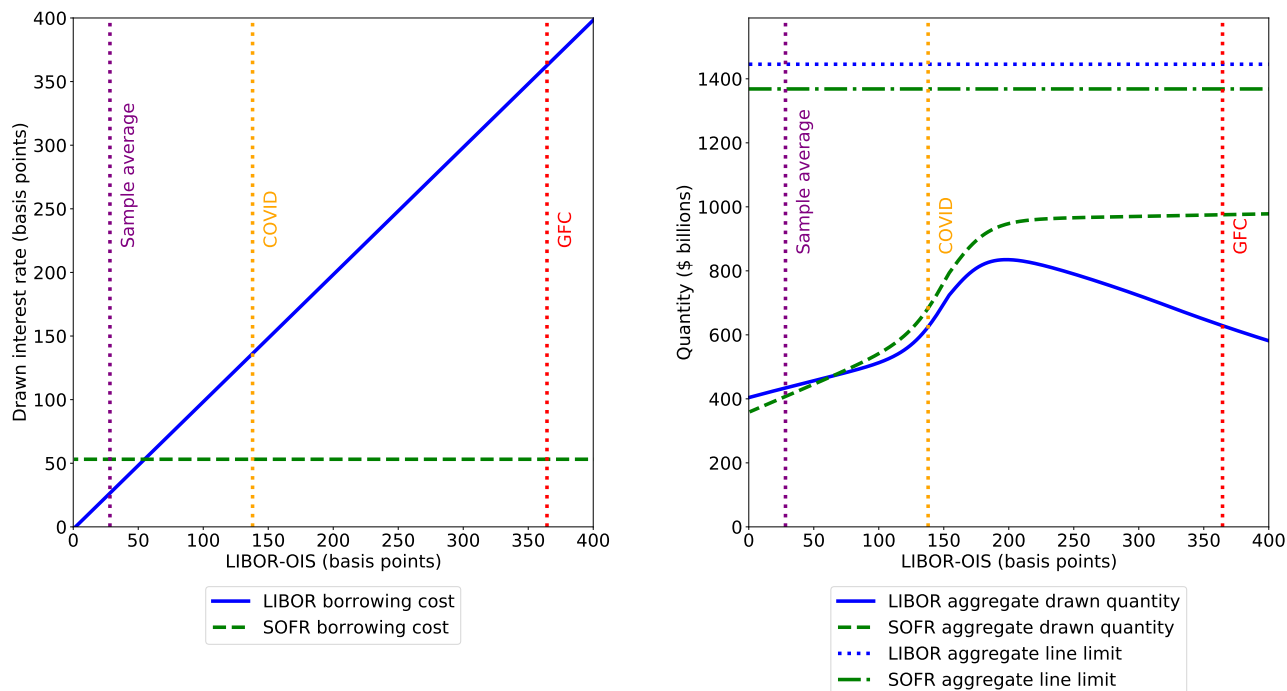 400
350
300
250
200
150
100
50
0
Drawn interest rate (basis points)
Sample average
COVID
GFC
0 50 100 150 200 250 300 350 400
LIBOR-OIS (basis points)
LIBOR borrowing cost
SOFR borrowing cost
1400
1200
1000
800
600
400
200
0
Quantity ($ billions)
Sample average
COVID
GFC
0 50 100 150 200 250 300 350 400
LIBOR-OIS (basis points)
LIBOR aggregate drawn quantity
SOFR aggregate drawn quantity
LIBOR aggregate line limit
SOFR aggregate line limit